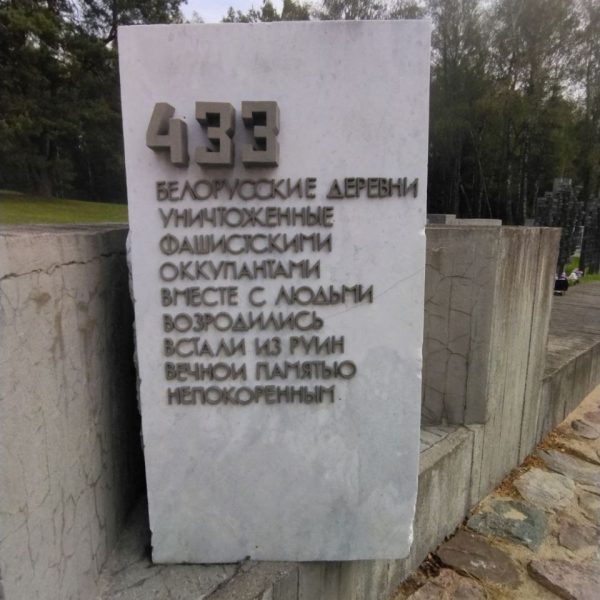 433
БЕЛОРУССКИЕ ДЕРЕВНИ
УНИЧТОЖЕННЫЕ
ФАШИСТСКИМИ
ОККУПАНТАМИ
ВМЕСТЕ С ЛЮДЬМИ
ВОЗРОДИЛИСЬ
ВСТАЛИ ИЗ РУИН
ВЕЧНОЙ ПАМЯТЬЮ
НЕПОКОРЕННЫМ